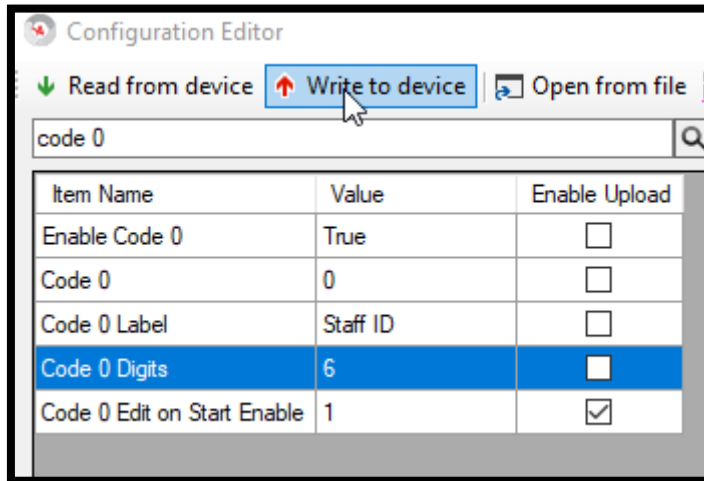 Configuration Editor
Read from device Write to device Open from file
code 0
Item Name Value Enable Upload
Enable Code 0 True
Code 0 0
Code 0 Label Staff ID
Code 0 Digits 6
Code 0 Edit on Start Enable 1